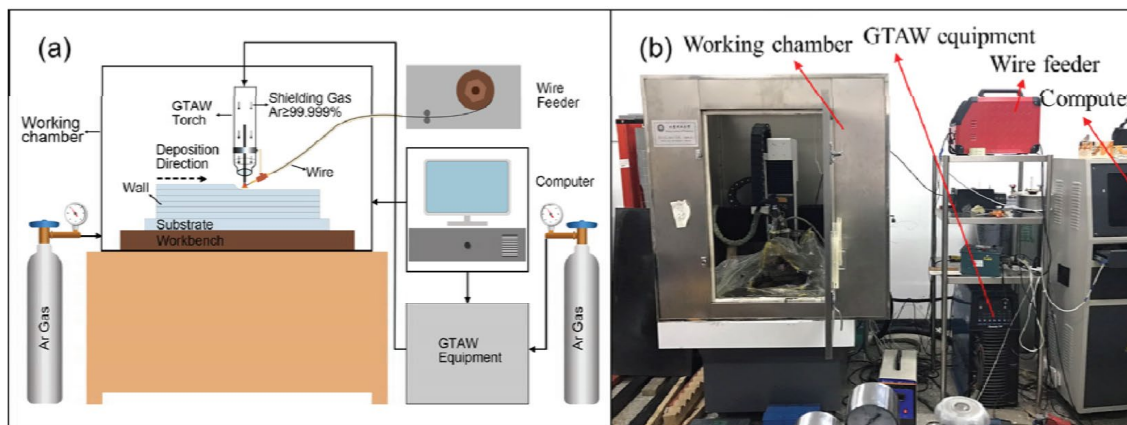 (a)
GTAW
Torch
Shielding Gas
Ar≥99.999%
Wire
Feeder
Working
chamber
Deposition
Direction
Wire
Wall
Computer
Substrate
Workbench
Ar Gas
GTAW
Equipment
Ar Gas
(b)
Working chamber
GTAW equipment
Wire feeder
Computer